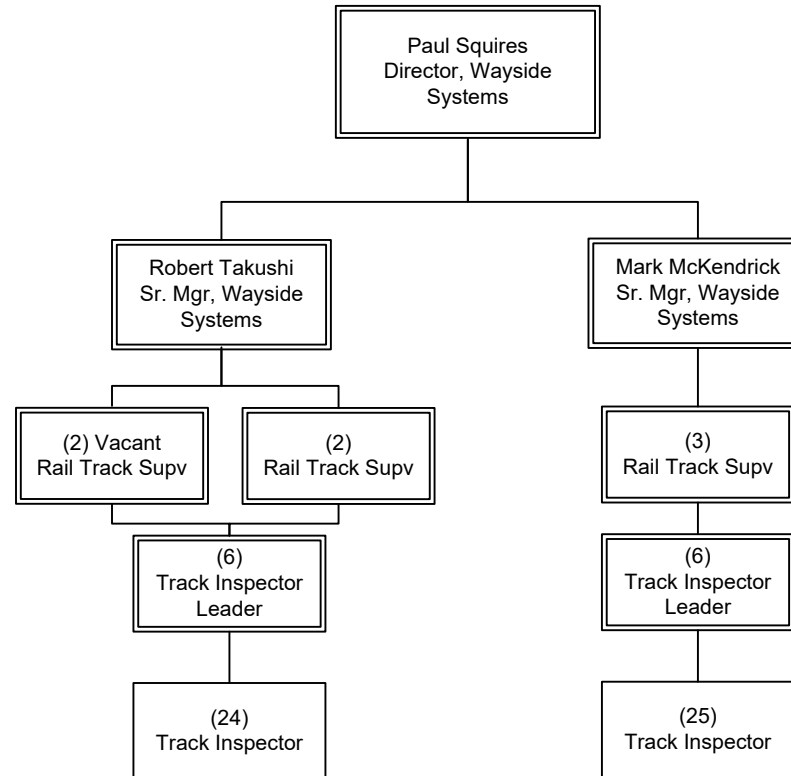 Paul Squires
Director, Wayside
Systems
Robert Takushi
Sr. Mgr, Wayside
Systems
Mark McKendrick
Sr. Mgr, Wayside
Systems
(2) Vacant
Rail Track Supv
(2)
Rail Track Supv
(3)
Rail Track Supv
(6)
Track Inspector
Leader
(6)
Track Inspector
Leader
(24)
Track Inspector
(25)
Track Inspector